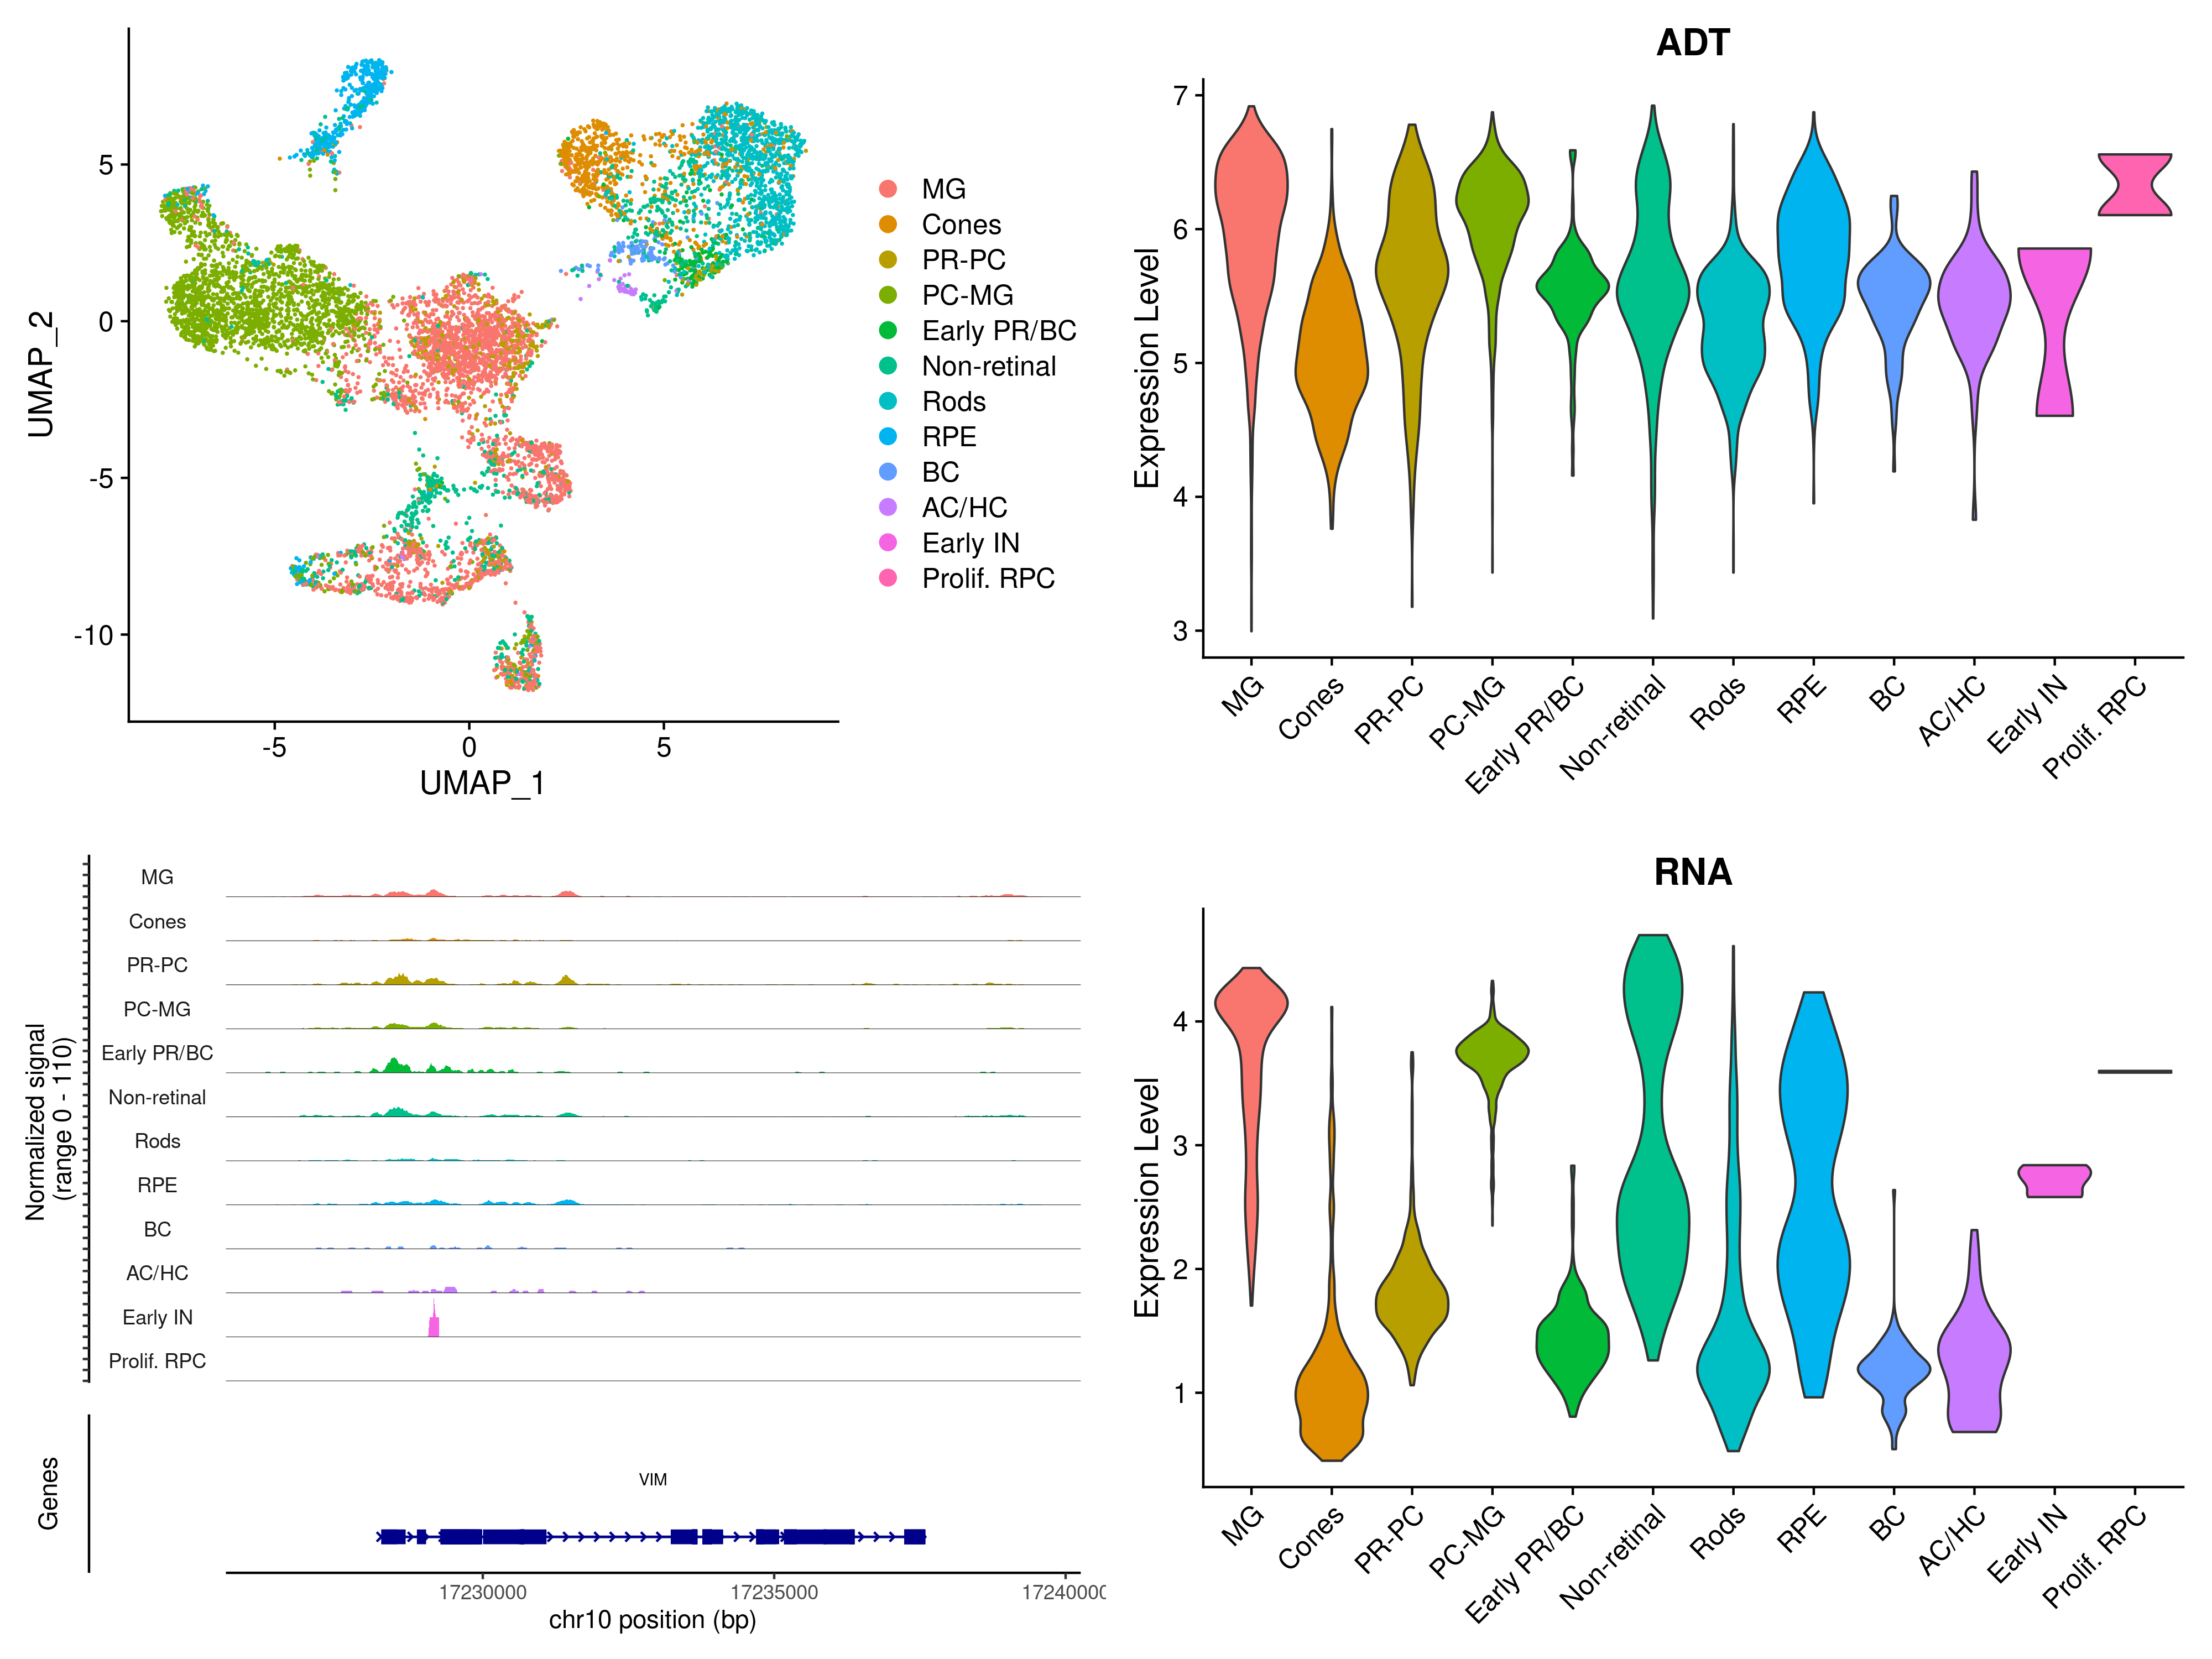 5
0
-5
-10
UMAP_2
-5
0
5
UMAP_1
MG
Cones
PR-PC
PC-MG
Early PR/BC
Non-retinal
Rods
RPE
BC
AC/HC
Early IN
Prolif. RPC
ADT
7
6
5
4
3
Expression Level
MG
Cones
PR-PC
PC-MG
Early PR/BC
Non-retinal
Rods
RPE
BC
AC/HC
Early IN
Prolif. RPC
Normalized signal
(range 0 - 110)
MG
Cones
PR-PC
PC-MG
Early PR/BC
Non-retinal
Rods
RPE
BC
AC/HC
Early IN
Prolif. RPC
Genes
VIM
17230000
17235000
17240000
chr10 position (bp)
RNA
4
3
2
1
Expression Level
MG
Cones
PR-PC
PC-MG
Early PR/BC
Non-retinal
Rods
RPE
BC
AC/HC
Early IN
Prolif. RPC